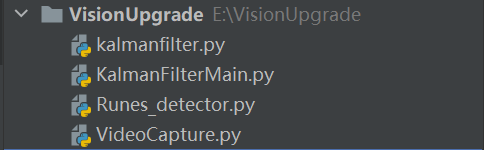 VisionUpgrade E:\VisionUpgrade
kalmanfilter.py
KalmanFilterMain.py
Runes_detector.py
VideoCapture.py